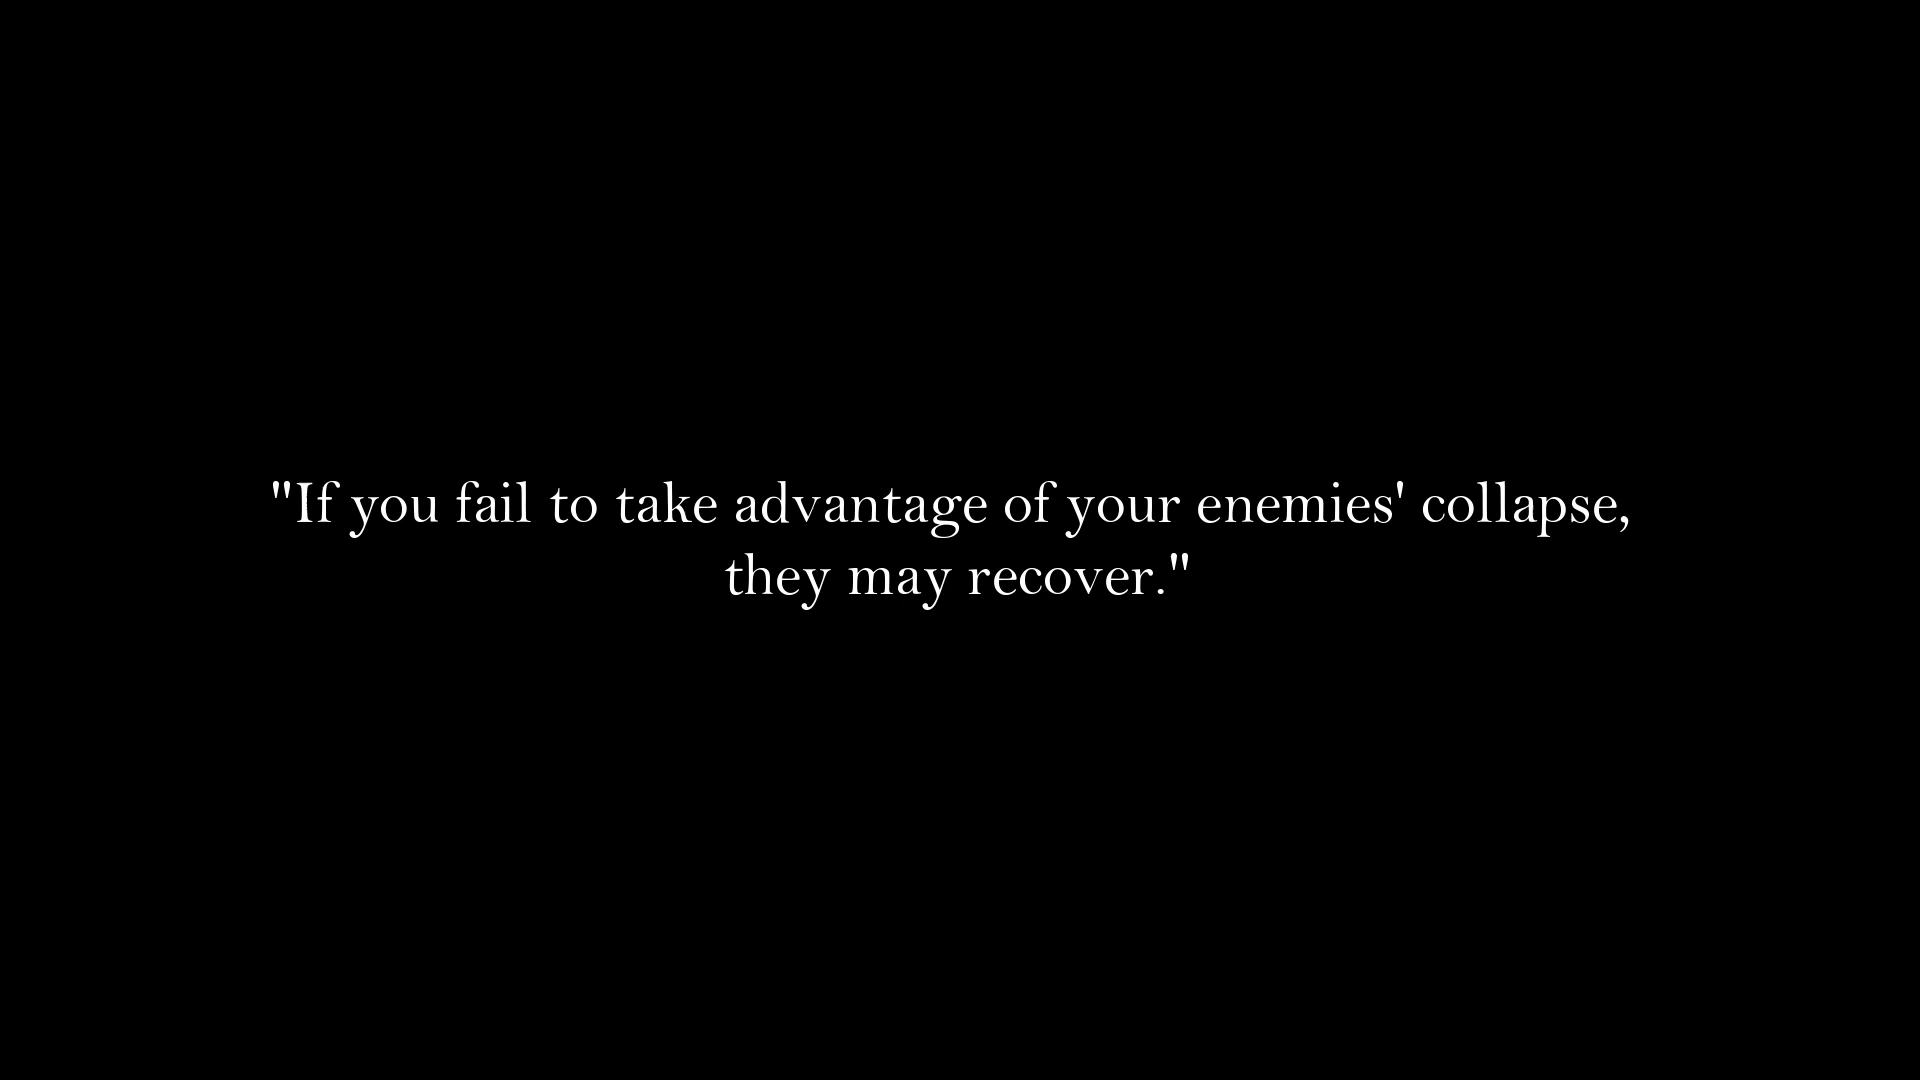 "If you fail to take advantage of your enemies' collapse,
they may recover."